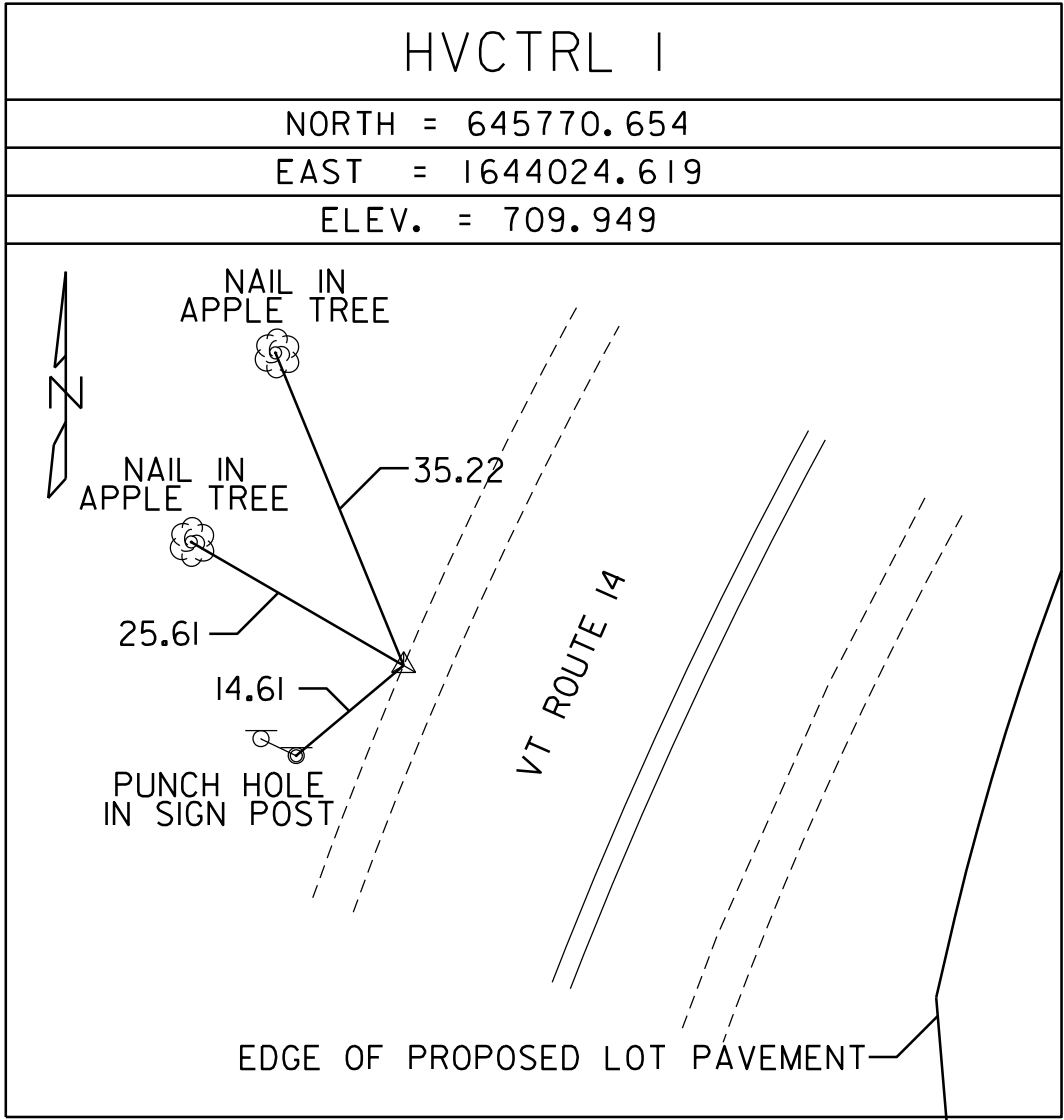 HVCTRL 1
NORTH = 645770.654
EAST = 1644024.619
ELEV. = 709.949
NAIL IN
APPLE TREE
N
35.22
NAIL IN
APPLE TREE
25.61
14.61
VT ROUTE 14
PUNCH HOLE
IN SIGN POST
EDGE OF PROPOSED LOT PAVEMENT